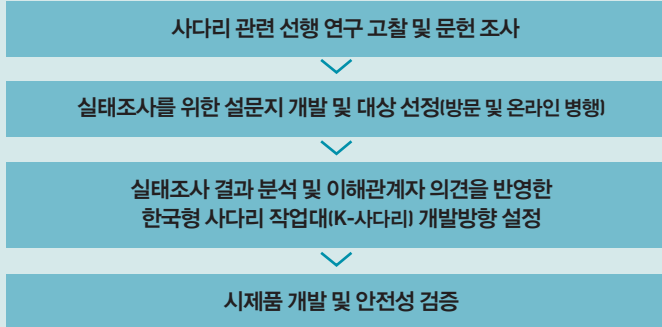 사다리 관련 선행 연구 고찰 및 문헌 조사
실태조사를 위한 설문지 개발 및 대상 선정(방문 및 온라인 병행)
실태조사 결과 분석 및 이해관계자 의견을 반영한
한국형 사다리 작업대(K-사다리) 개발방향 설정
시제품 개발 및 안전성 검증